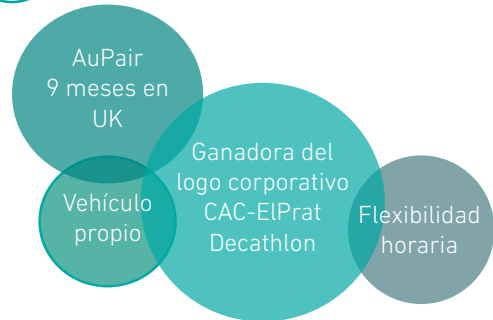 AuPair
9 meses en
UK
Vehículo
propio
Ganadora del
logo corporativo
CAC-ElPrat
Decathlon
Flexibilidad
horaria